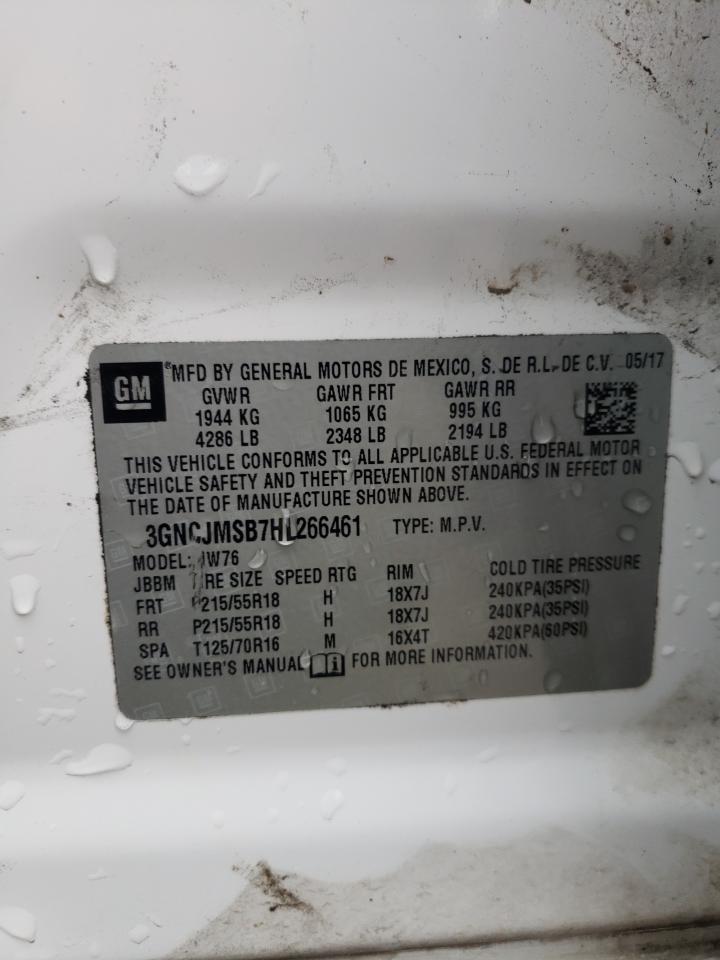 GM
MFD BY GENERAL MOTORS DE MEXICO, S. DE R.L. DE C.V. 05/17
GVWR GAWR FRT GAWR RR
1944 KG 1065 KG 995 KG
4286 LB 2348 LB 2194 LB
THIS VEHICLE CONFORMS TO ALL APPLICABLE U.S. FEDERAL MOTOR
VEHICLE SAFETY AND THEFT PREVENTION STANDARDS IN EFFECT ON
THE DATE OF MANUFACTURE SHOWN ABOVE.
3GNCJMSB7HL266461 TYPE: M.P.V.
MODEL: JW76
JBBM TIRE SIZE SPEED RTG RIM COLD TIRE PRESSURE
FRT P215/55R18 H 18X7J 240KPA(35PSI)
RR P215/55R18 H 18X7J 240KPA(35PSI)
SPA T125/70R16 M 16X4T 420KPA(60PSI)
SEE OWNER'S MANUAL FOR MORE INFORMATION.